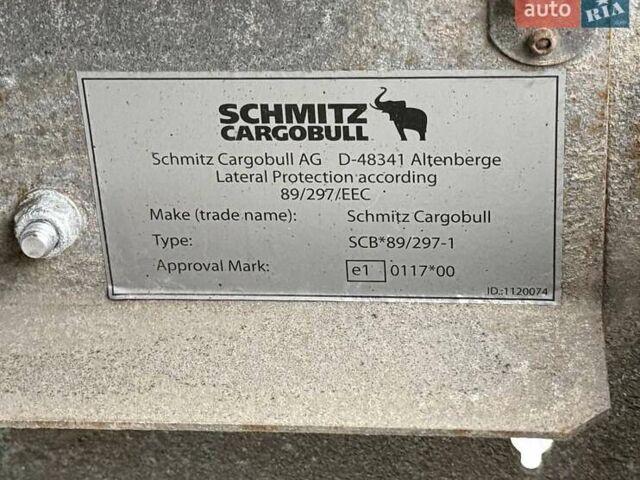 auto RIA
SCHMITZ
CARGOBULL
Schmitz Cargobull AG D-48341 Altenberge
Lateral Protection according
89/297/EEC
Make (trade name): Schmitz Cargobull
Type: SCB*89/297-1
Approval Mark: e1 0117*00
ID.:1120074